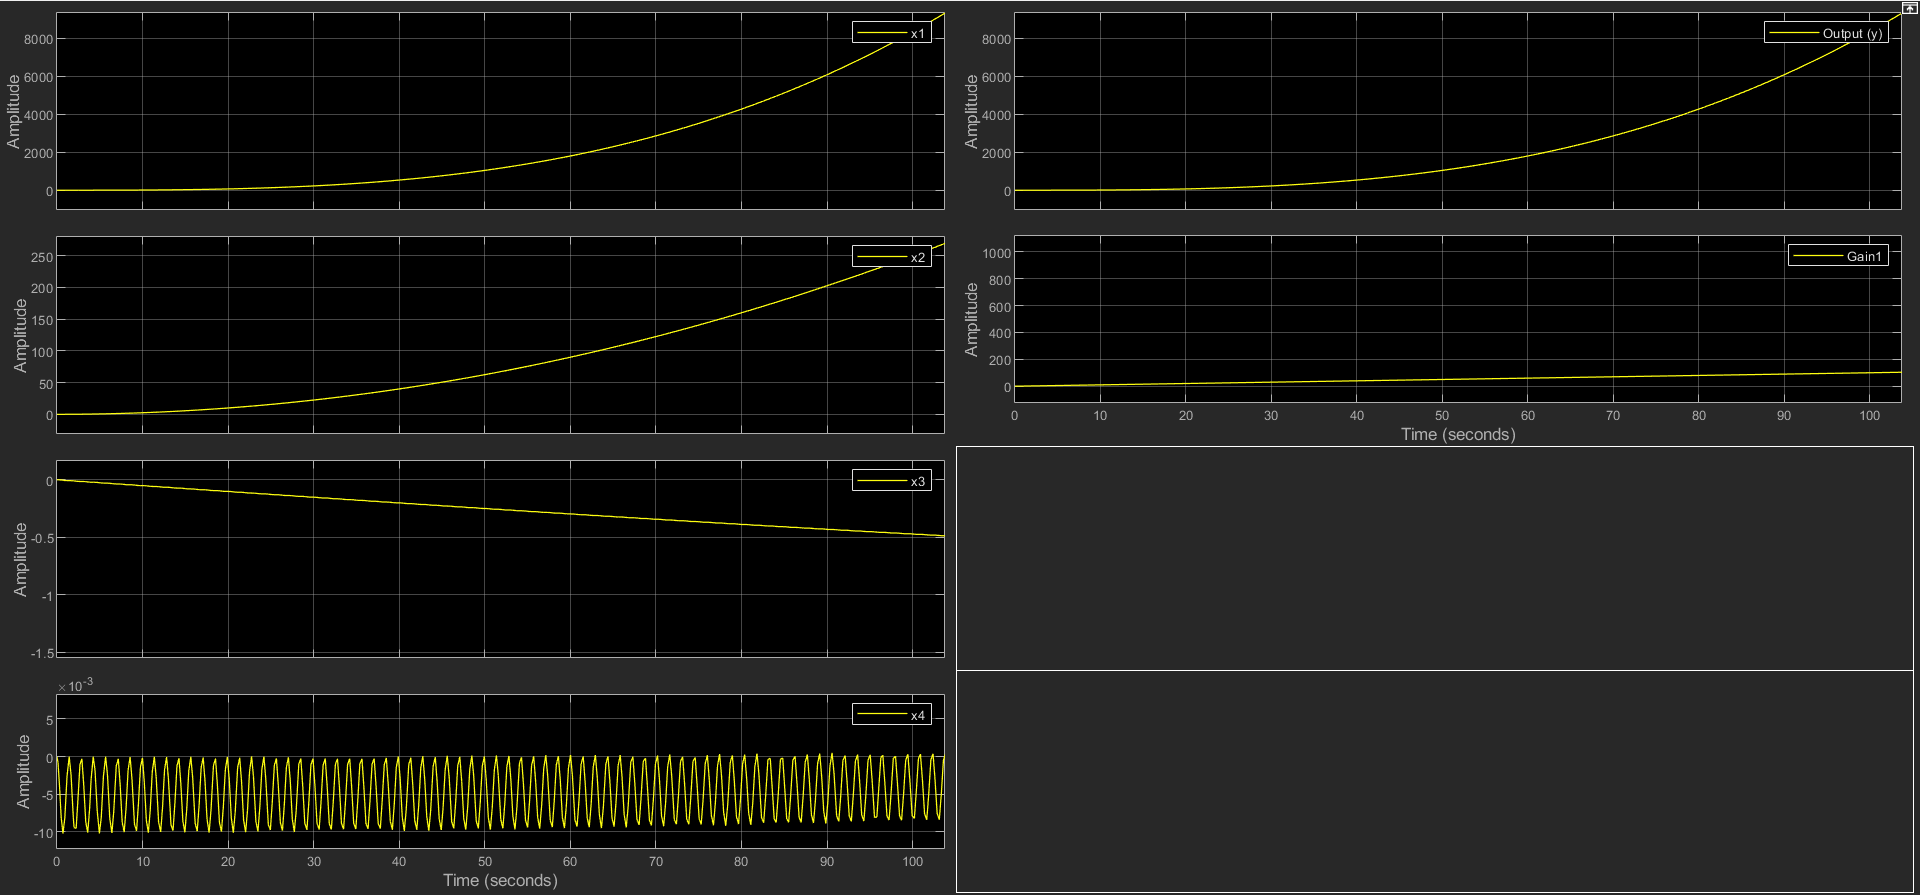 x1
Amplitude
8000
6000
4000
2000
0
Output (y)
Amplitude
8000
6000
4000
2000
0
x2
Amplitude
250
200
150
100
50
0
Gain1
Amplitude
1000
800
600
400
200
0
0 10 20 30 40 50 60 70 80 90 100
Time (seconds)
x3
Amplitude
0
-0.5
-1
-1.5
×10-3
x4
Amplitude
5
0
-5
-10
0 10 20 30 40 50 60 70 80 90 100
Time (seconds)